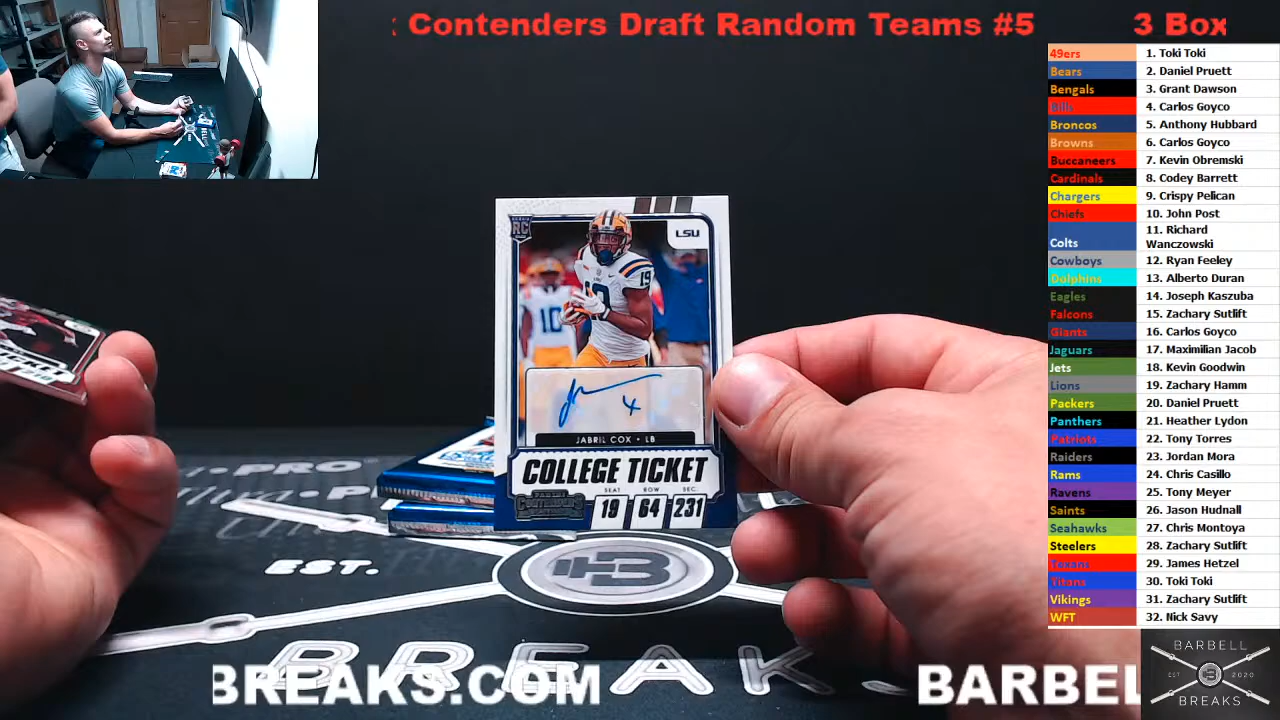 Contenders Draft Random Teams #5 3 Box
49ers 1. Toki Toki
Bears 2. Daniel Pruett
Bengals 3. Grant Dawson
Bills 4. Carlos Goyco
Broncos 5. Anthony Hubbard
Browns 6. Carlos Goyco
Buccaneers 7. Kevin Obremski
Cardinals 8. Codey Barrett
Chargers 9. Crispy Pelican
Chiefs 10. John Post
Colts 11. Richard
Wanczowski
Cowboys 12. Ryan Feeley
Dolphins 13. Alberto Duran
Eagles 14. Joseph Kaszuba
Falcons 15. Zachary Sutlift
Giants 16. Carlos Goyco
Jaguars 17. Maximilian Jacob
Jets 18. Kevin Goodwin
Lions 19. Zachary Hamm
Packers 20. Daniel Pruett
Panthers 21. Heather Lydon
Patriots 22. Tony Torres
Raiders 23. Jordan Mora
Rams 24. Chris Casillo
Ravens 25. Tony Meyer
Saints 26. Jason Hudnall
Seahawks 27. Chris Montoya
Steelers 28. Zachary Sutlift
Texans 29. James Hetzel
Titans 30. Toki Toki
Vikings 31. Zachary Sutlift
WFT 32. Nick Savy
RC
LSU
19
10
4
JABRIL COX • LB
COLLEGE TICKET
PANINI
CONTENDERS
SEAT ROW SEC
19 64 231
EST.
BREAK
BREAKS.COM BARBEL
BARBELL
EST 2020
BREAKS